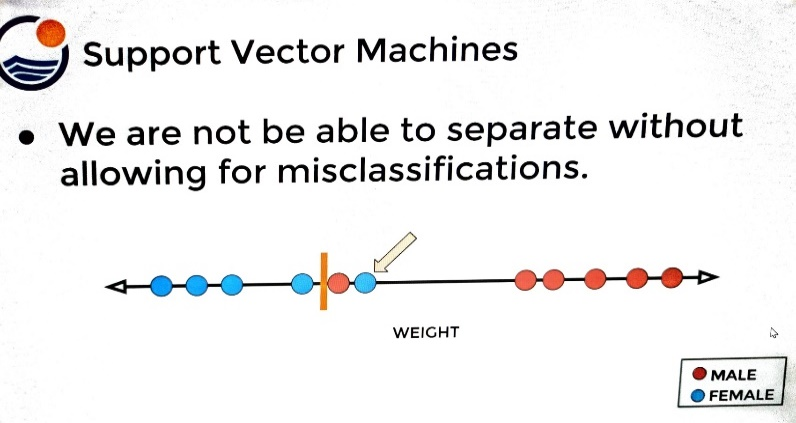 Support Vector Machines
• We are not be able to separate without
allowing for misclassifications.
WEIGHT
MALE
FEMALE